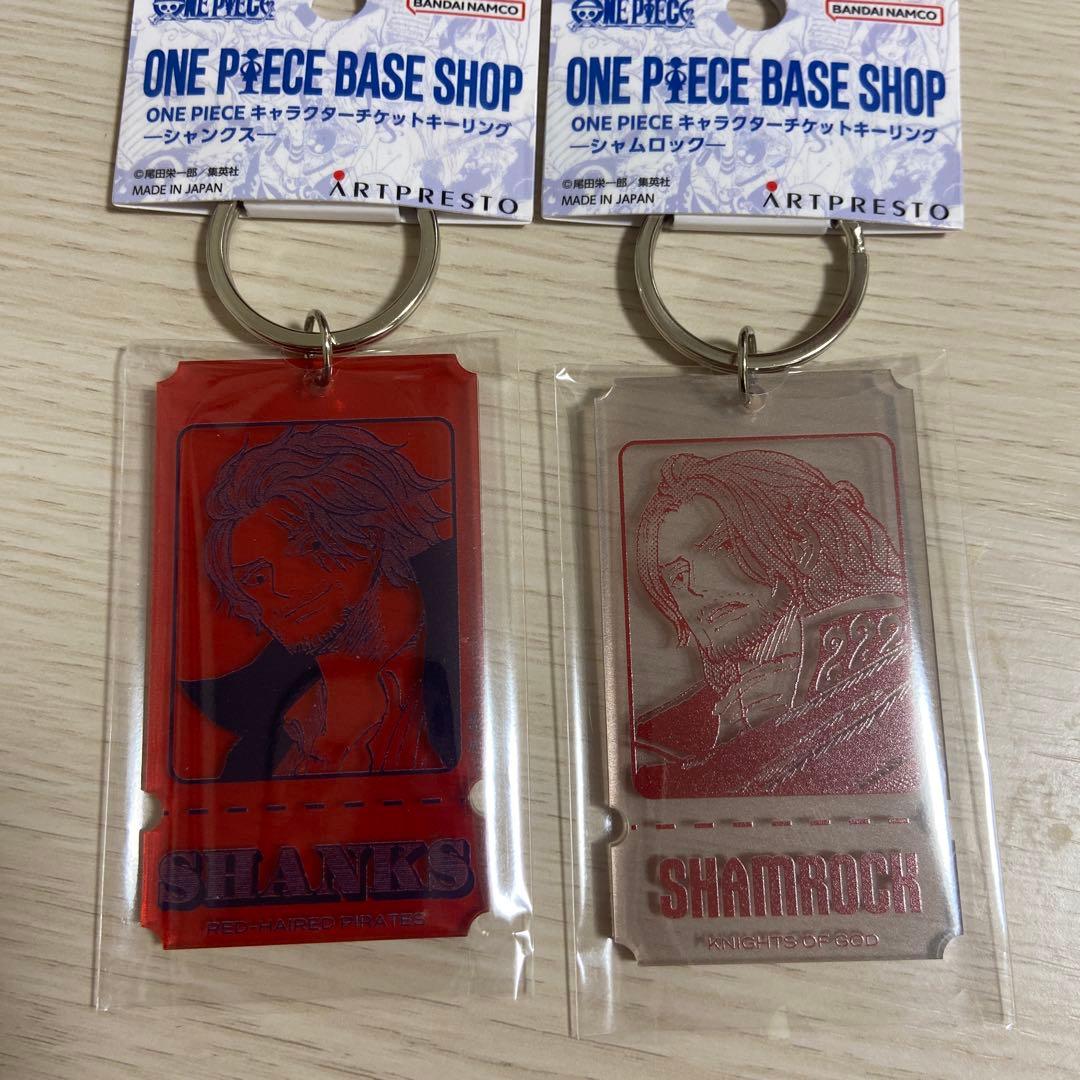 ONE PIECE
BANDAI NAMCO
ONE PIECE BASE SHOP
ONE PIECE キャラクターチケットキーリング
—シャンクス—
©尾田栄一郎／集英社
MADE IN JAPAN
ARTPRESTO
SHANKS
RED-HAIRED PIRATES
ONE PIECE
BANDAI NAMCO
ONE PIECE BASE SHOP
ONE PIECE キャラクターチケットキーリング
—シャムロック—
©尾田栄一郎／集英社
MADE IN JAPAN
ARTPRESTO
SHAMROCK
KNIGHTS OF GOD